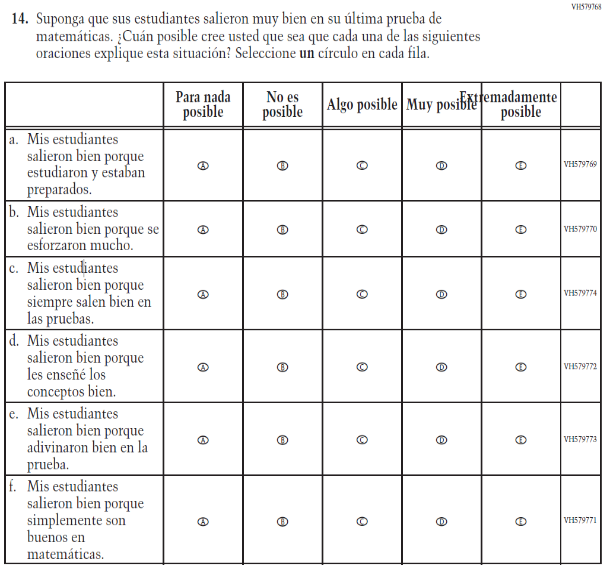 VH579768
14. Suponga que sus estudiantes salieron muy bien en su última prueba de
matemáticas. ¿Cuán posible cree usted que sea que cada una de las siguientes
oraciones explique esta situación? Seleccione un círculo en cada fila.
Para nada
posible
No es
posible
Algo posible
Muy posible
Extremadamente
posible
a. Mis estudiantes
salieron bien porque
estudiaron y estaban
preparados.
A B C D E VH579769
b. Mis estudiantes
salieron bien porque se
esforzaron mucho.
A B C D E VH579770
c. Mis estudiantes
salieron bien porque
siempre salen bien en
las pruebas.
A B C D E VH579774
d. Mis estudiantes
salieron bien porque
les enseñé los
conceptos bien.
A B C D E VH579772
e. Mis estudiantes
salieron bien porque
adivinaron bien en la
prueba.
A B C D E VH579773
f. Mis estudiantes
salieron bien porque
simplemente son
buenos en
matemáticas.
A B C D E VH579771